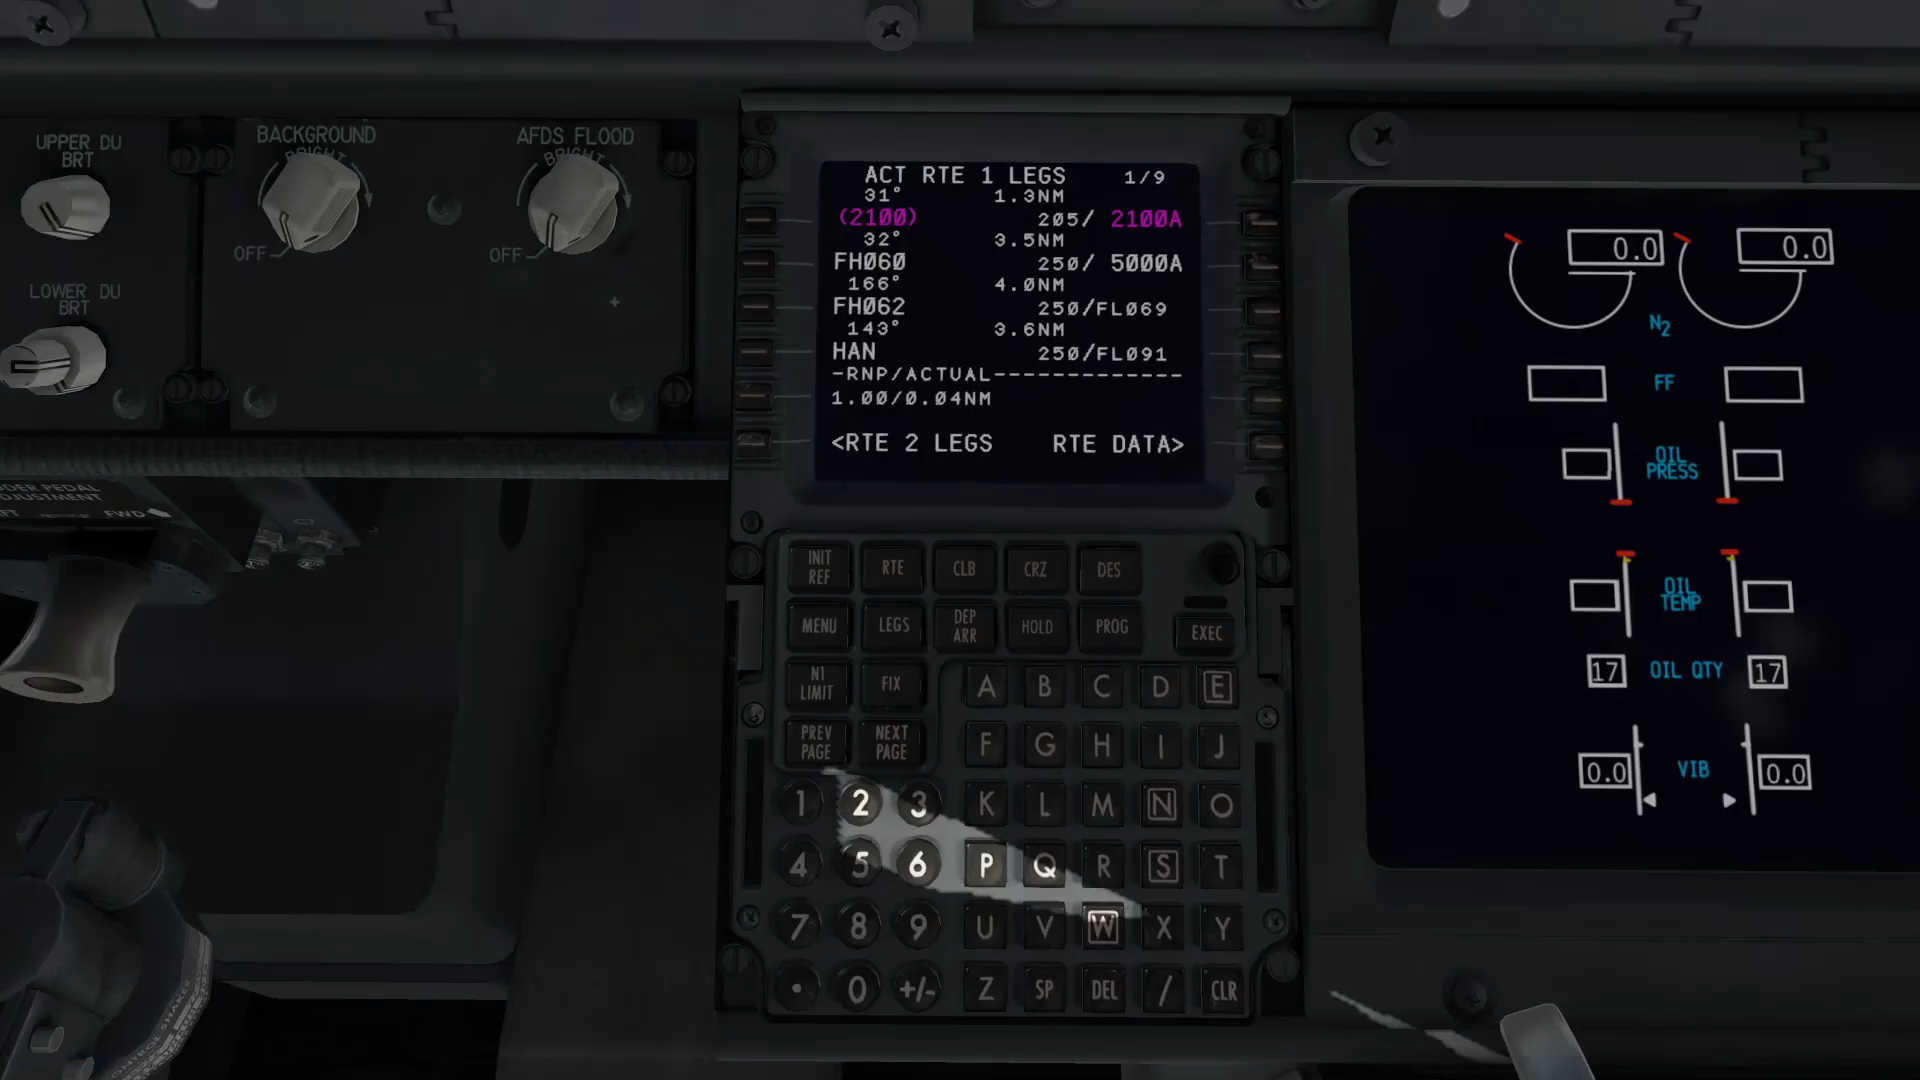 UPPER DU
BRT
BACKGROUND
BRIGHT
OFF
AFDS FLOOD
BRIGHT
OFF
LOWER DU
BRT
FWD
ACT RTE 1 LEGS 1/9
31° 1.3NM
(2100) 205/ 2100A
32° 3.5NM
FH060 250/ 5000A
166° 4.0NM
FH062 250/FL069
143° 3.6NM
HAN 250/FL091
-RNP/ACTUAL-------------
1.00/0.04NM
<RTE 2 LEGS RTE DATA>
INIT
REF
RTE
CLB
CRZ
DES
MENU
LEGS
DEP
ARR
HOLD
PROG
EXEC
N1
LIMIT
FIX
A B C D E
PREV
PAGE
NEXT
PAGE
F G H I J
1 2 3 K L M N O
4 5 6 P Q R S T
7 8 9 U V W X Y
. 0 +/- Z SP DEL / CLR
0.0 0.0
N2
FF
OIL
PRESS
OIL
TEMP
17 OIL QTY 17
0.0 VIB 0.0